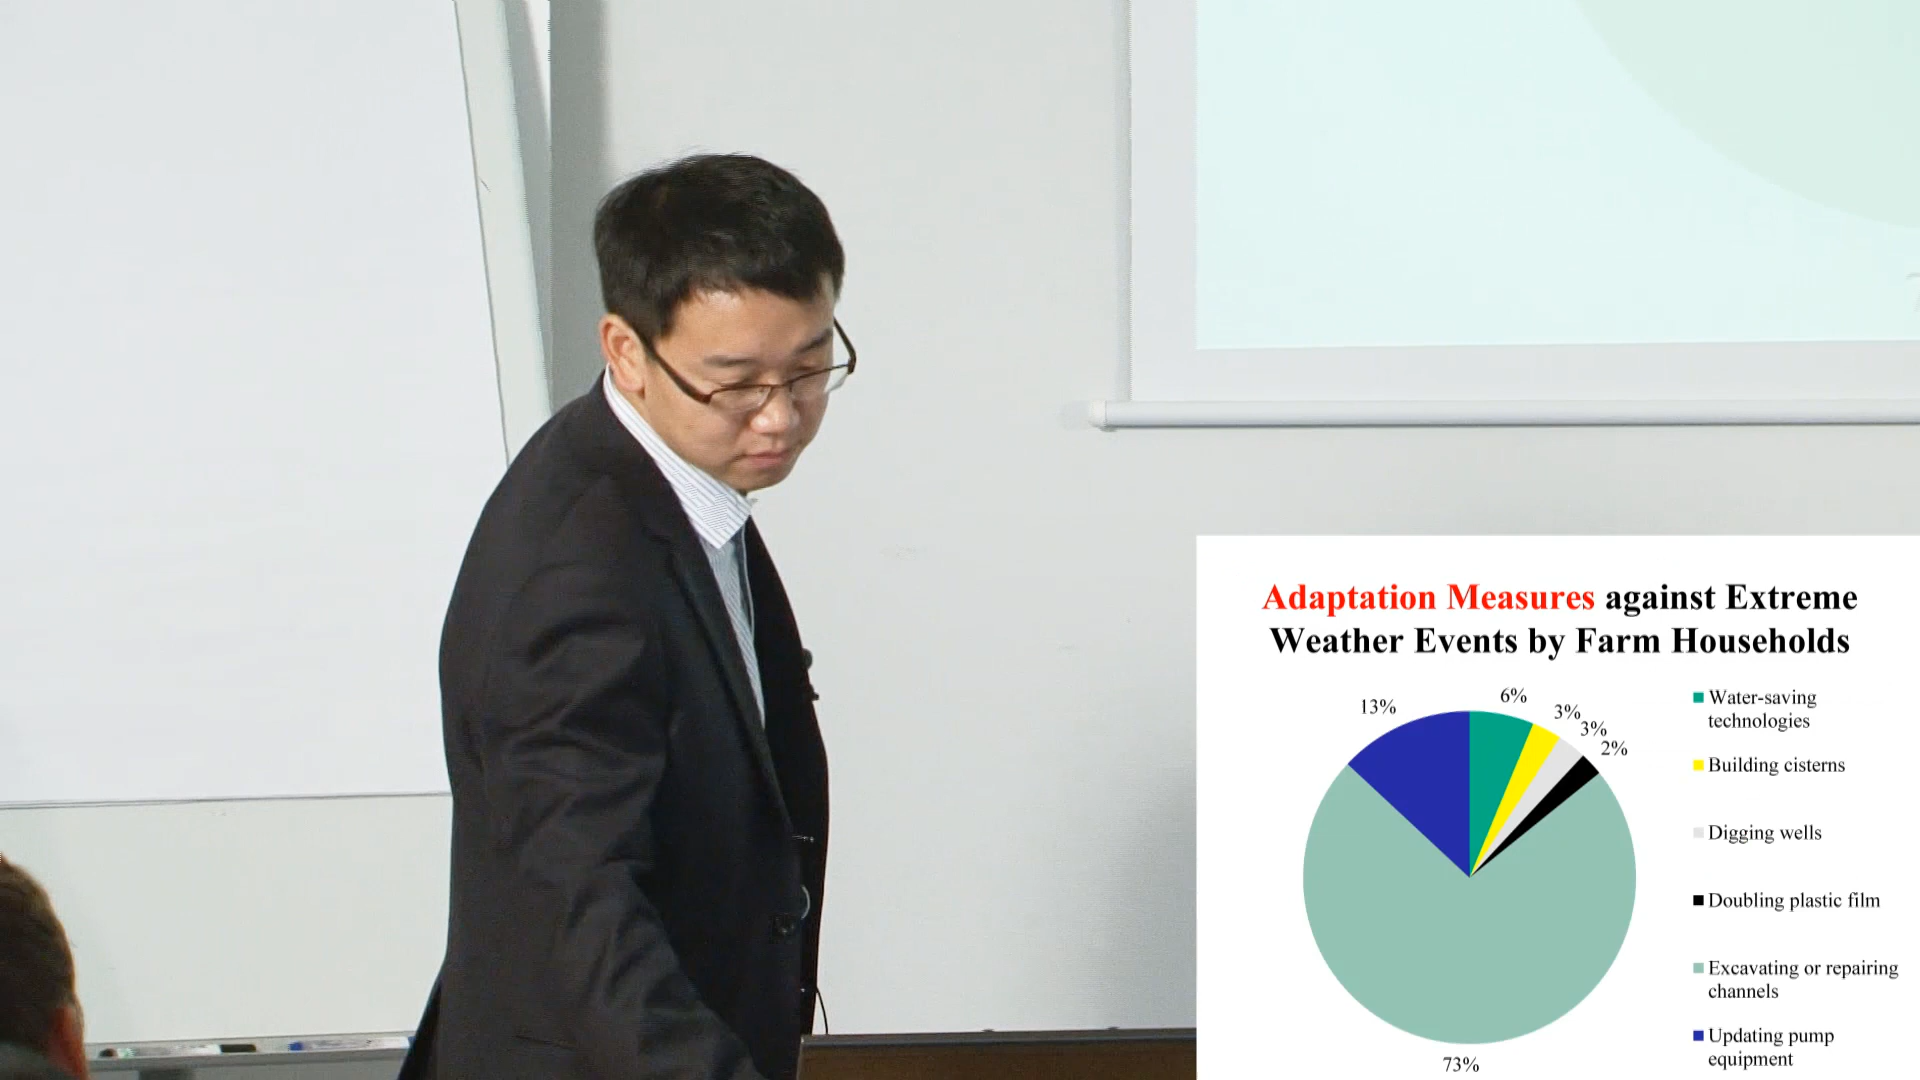 Adaptation Measures against Extreme
Weather Events by Farm Households
13%
6%
3%
3%
2%
73%
Water-saving
technologies
Building cisterns
Digging wells
Doubling plastic film
Excavating or repairing
channels
Updating pump
equipment